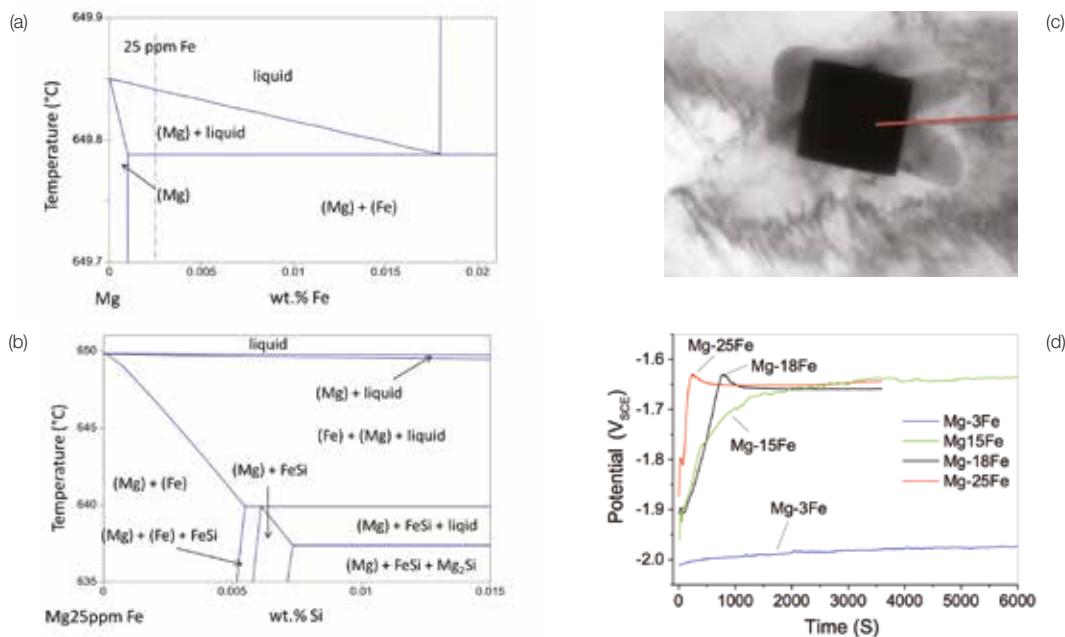 (a)
649.9
25 ppm Fe
liquid
Temperature (°C)
649.8
(Mg) + liquid
(Mg)
(Mg) + (Fe)
649.7
0
0.005
0.01
0.015
0.02
Mg
wt.% Fe
(c)
(b)
650
liquid
(Mg) + liquid
Temperature (°C)
645
(Fe) + (Mg) + liquid
(Mg) + FeSi
(Mg) + (Fe)
640
(Mg) + FeSi + liqid
(Mg) + (Fe) + FeSi
(Mg) + FeSi + Mg₂Si
635
0
0.005
0.01
0.015
Mg25ppm Fe
wt.% Si
(d)
-1.6
Mg-25Fe
Mg-18Fe
Potential (V_SCE)
-1.7
Mg-15Fe
Mg-3Fe
Mg15Fe
Mg-18Fe
Mg-25Fe
-1.8
-1.9
Mg-3Fe
-2.0
0
1000
2000
3000
4000
5000
6000
Time (S)